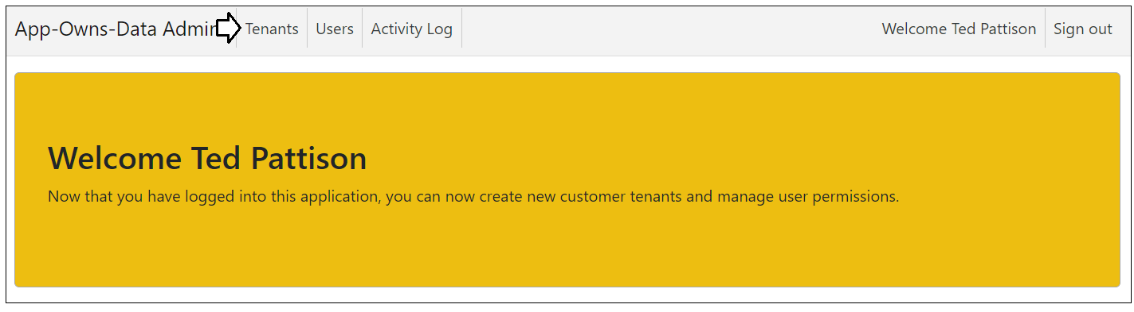 App-Owns-Data Admin Tenants Users Activity Log Welcome Ted Pattison Sign out
Welcome Ted Pattison
Now that you have logged into this application, you can now create new customer tenants and manage user permissions.